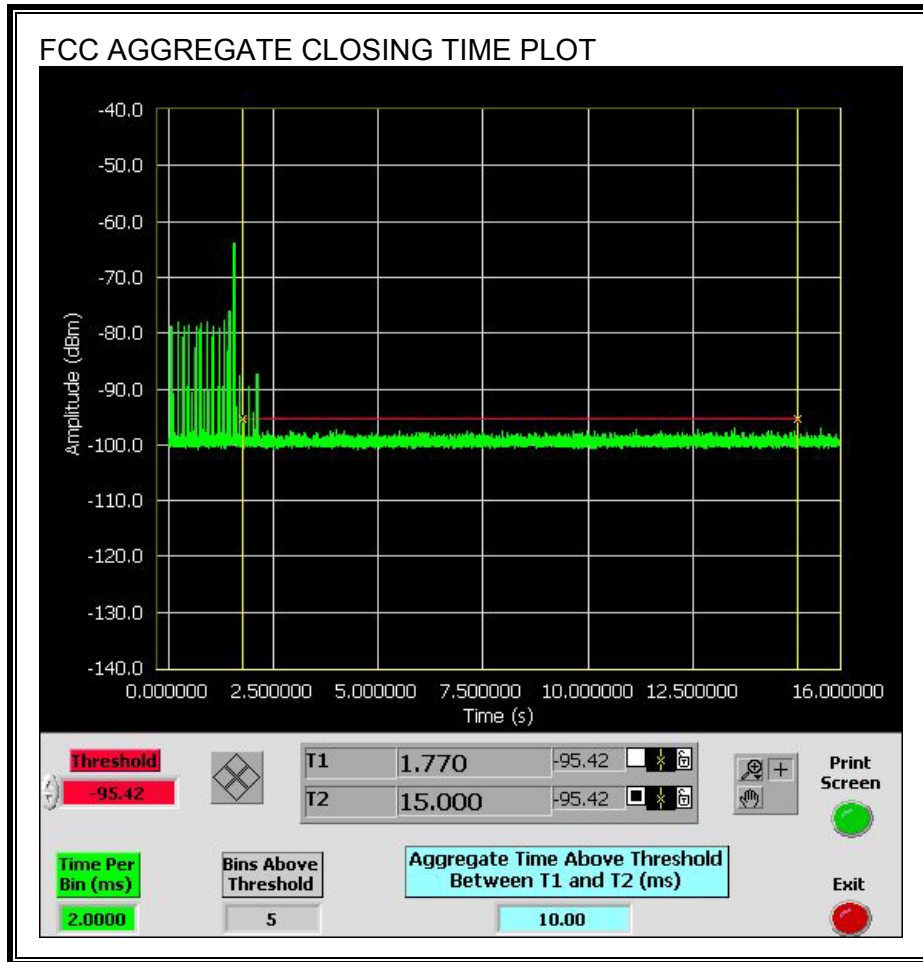 FCC AGGREGATE CLOSING TIME PLOT
-40.0
-50.0
-60.0
-70.0
-80.0
-90.0
-100.0
-110.0
-120.0
-130.0
-140.0
Amplitude (dBm)
0.000000 2.500000 5.000000 7.500000 10.000000 12.500000 16.000000
Time (s)
Threshold
-95.42
T1 1.770 -95.42
T2 15.000 -95.42
Print
Screen
Time Per
Bin (ms)
2.0000
Bins Above
Threshold
5
Aggregate Time Above Threshold
Between T1 and T2 (ms)
10.00
Exit